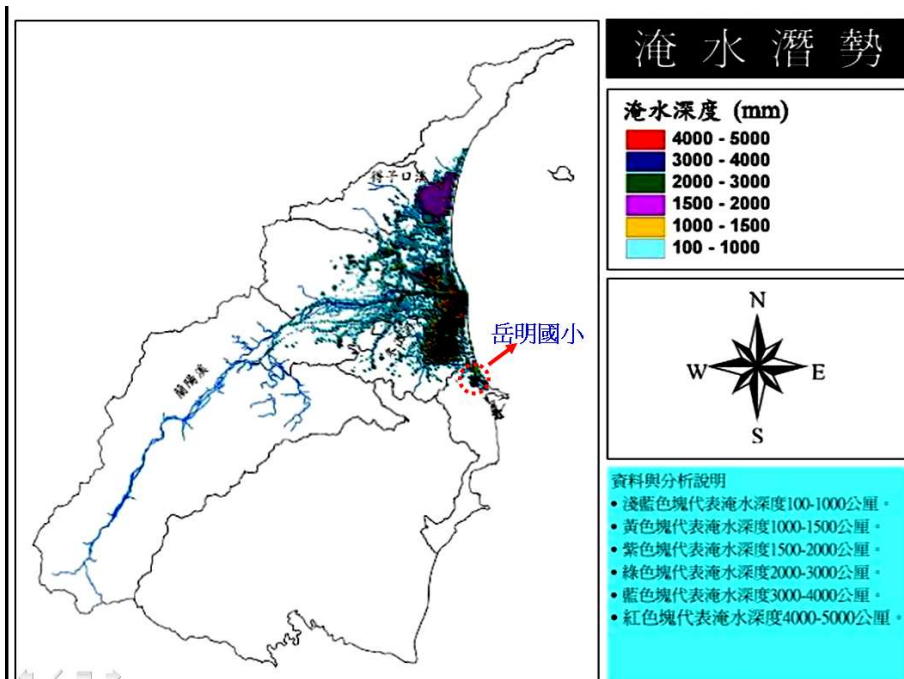 淹水潛勢
淹水深度 (mm)
4000 - 5000
3000 - 4000
2000 - 3000
1500 - 2000
1000 - 1500
100 - 1000
得子口溪
蘭陽溪
岳明國小
N
W
E
S
資料與分析說明
• 淺藍色塊代表淹水深度100-1000公厘。
• 黃色塊代表淹水深度1000-1500公厘。
• 紫色塊代表淹水深度1500-2000公厘。
• 綠色塊代表淹水深度2000-3000公厘。
• 藍色塊代表淹水深度3000-4000公厘。
• 紅色塊代表淹水深度4000-5000公厘。